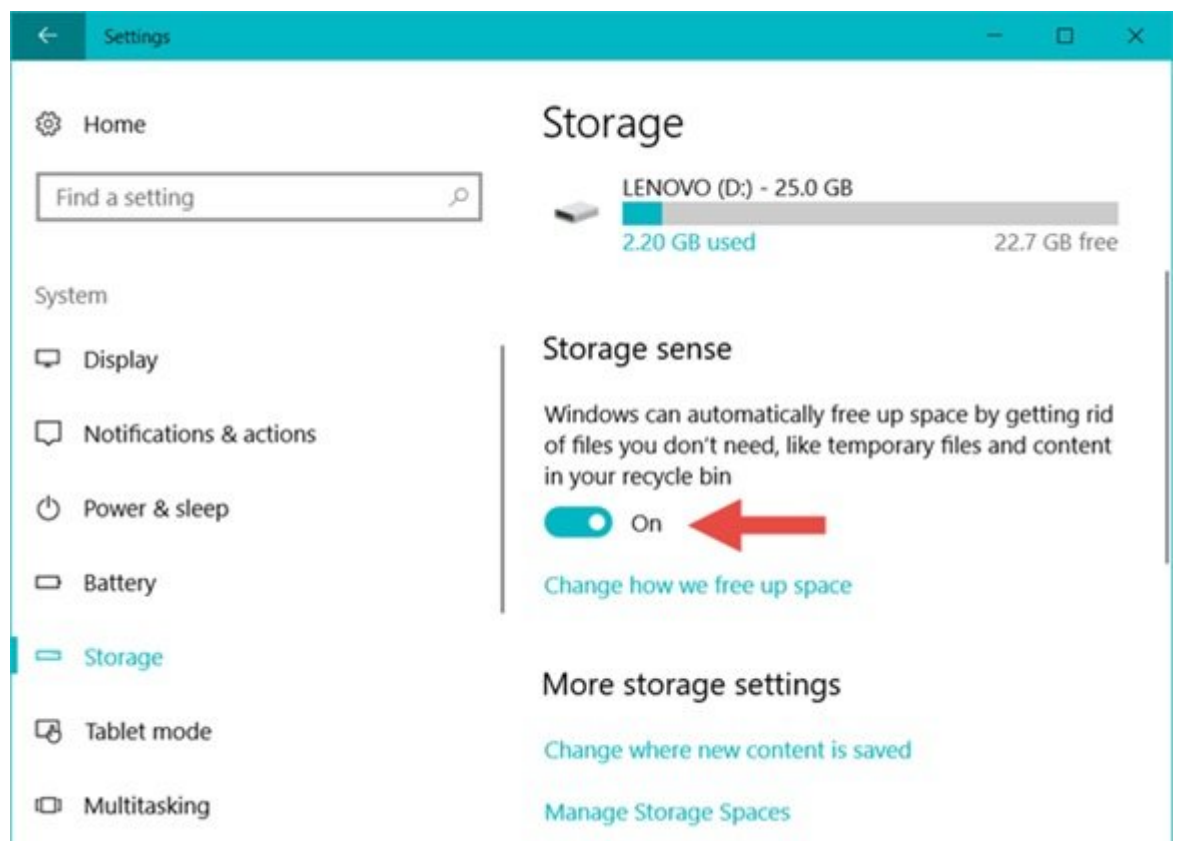 Settings
Home
Find a setting
System
Display
Notifications & actions
Power & sleep
Battery
Storage
Tablet mode
Multitasking
Storage
LENOVO (D:) - 25.0 GB
2.20 GB used 22.7 GB free
Storage sense
Windows can automatically free up space by getting rid
of files you don't need, like temporary files and content
in your recycle bin
On
Change how we free up space
More storage settings
Change where new content is saved
Manage Storage Spaces